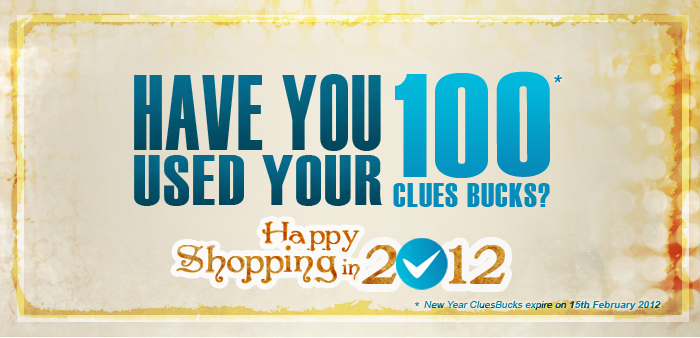 HAVE YOU 100*
USED YOUR CLUES BUCKS?
Happy
Shopping in 2012
* New Year CluesBucks expire on 15th February 2012